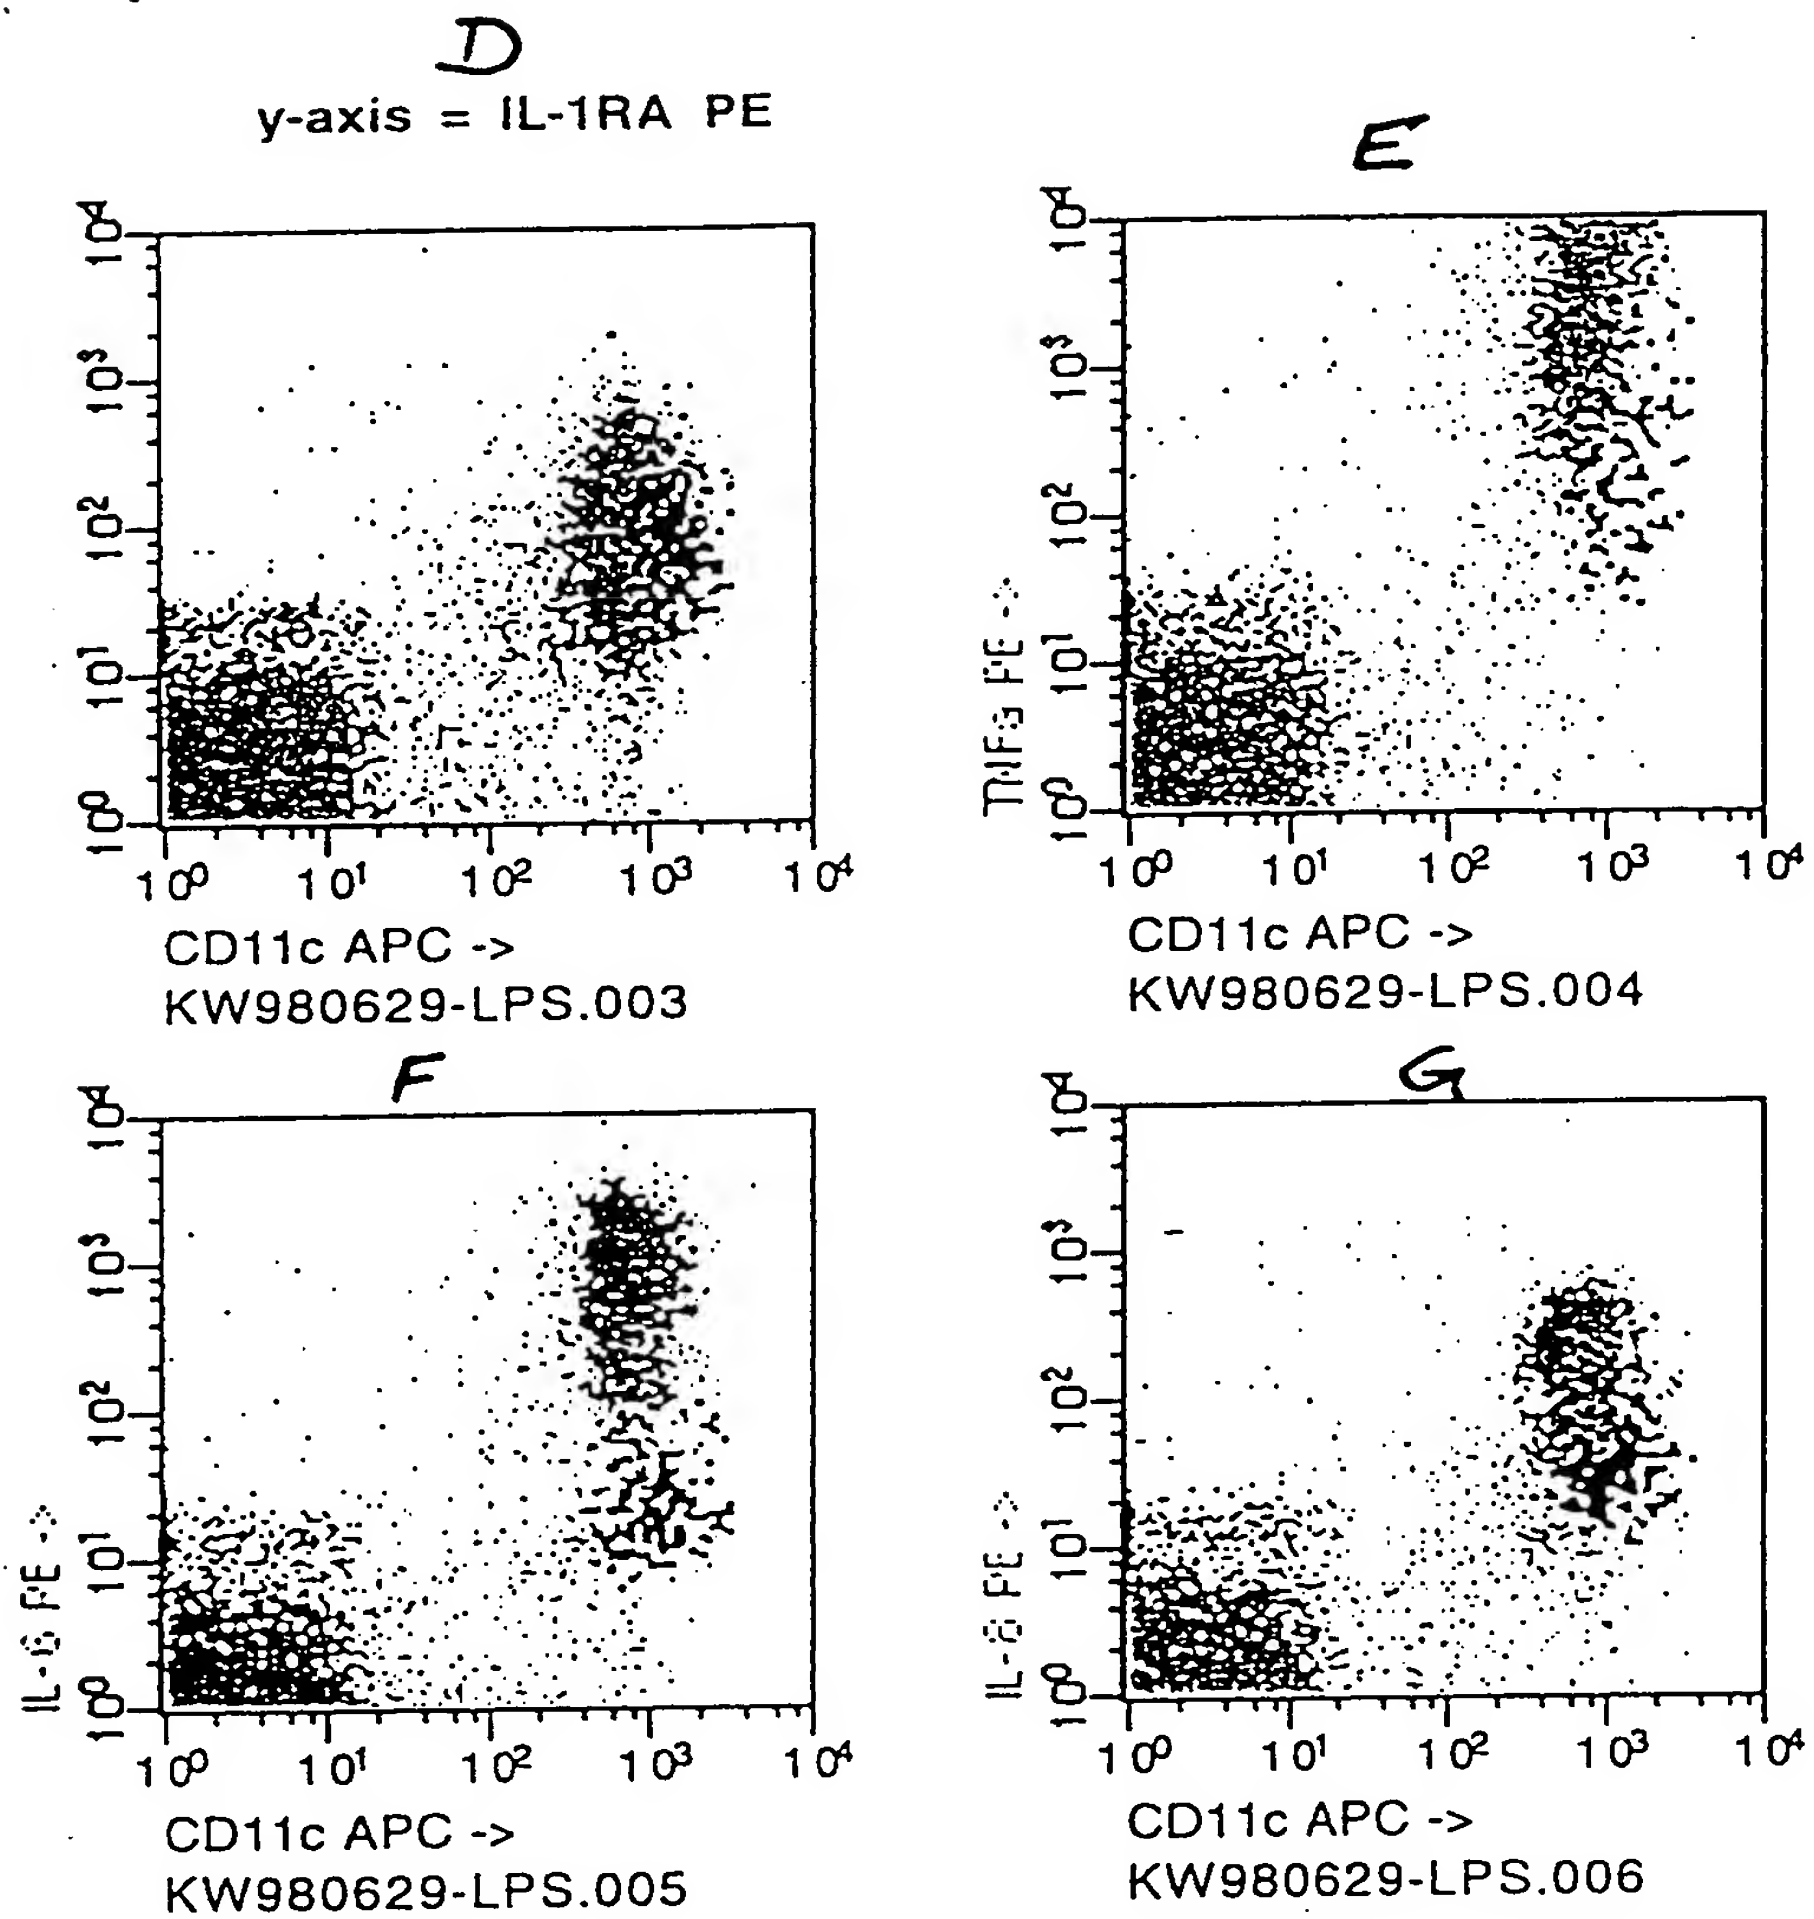 D
y-axis = IL-1RA PE
10⁴
10³
10²
10¹
10⁰
10⁰ 10¹ 10² 10³ 10⁴
CD11c APC ->
KW980629-LPS.003
E
TNFa PE ->
10⁴
10³
10²
10¹
10⁰
10⁰ 10¹ 10² 10³ 10⁴
CD11c APC ->
KW980629-LPS.004
F
IL-6 PE ->
10⁴
10³
10²
10¹
10⁰
10⁰ 10¹ 10² 10³ 10⁴
CD11c APC ->
KW980629-LPS.005
G
PE ->
10⁴
10³
10²
10¹
10⁰
10⁰ 10¹ 10² 10³ 10⁴
CD11c APC ->
KW980629-LPS.006